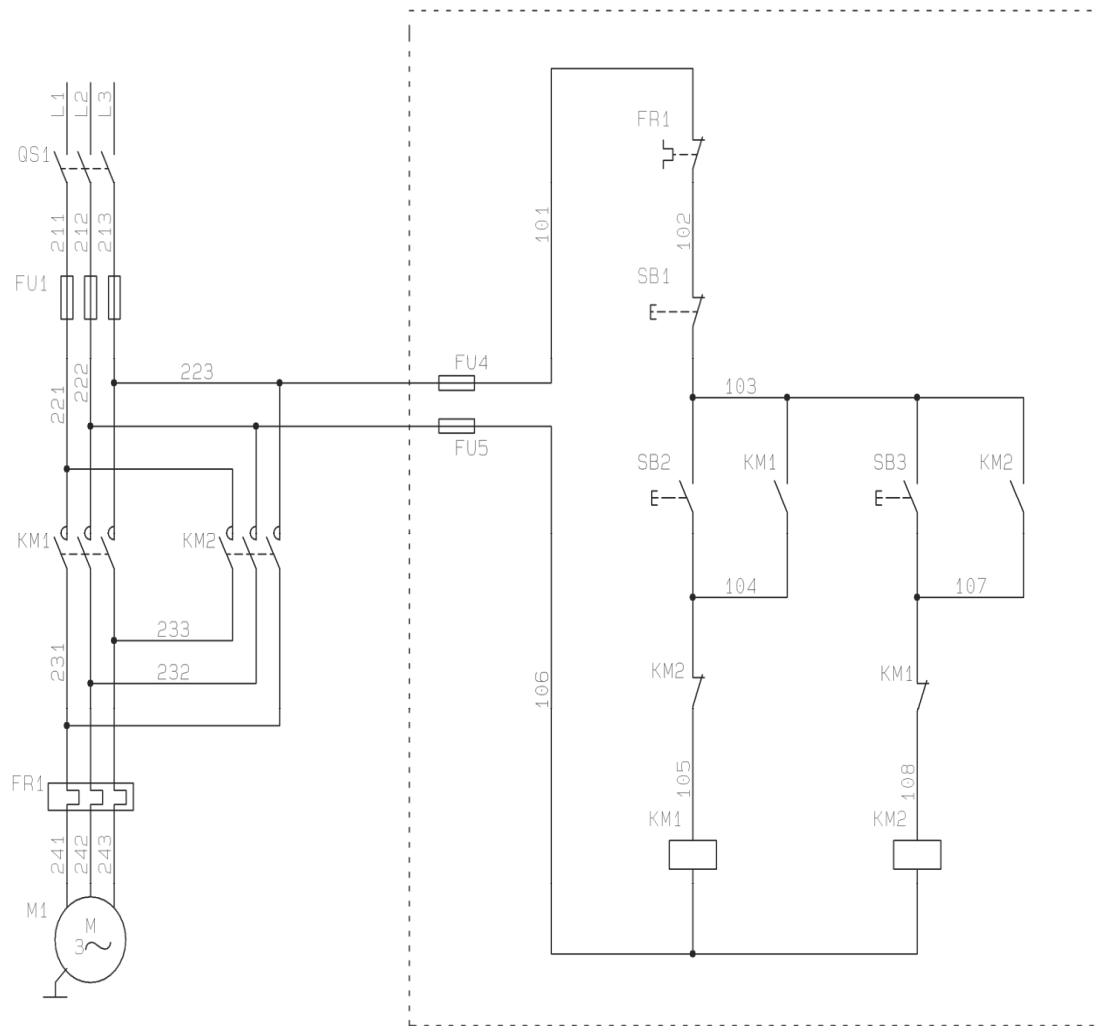 L1 L2 L3
QS1
211 212 213
FU1
221 222 223
KM1 KM2
233
231 232
FR1
241 242 243
M1
M
3~
FU4
FU5
101
106
FR1
102
SB1
103
SB2 KM1 SB3 KM2
104 107
KM2 KM1
105 108
KM1 KM2